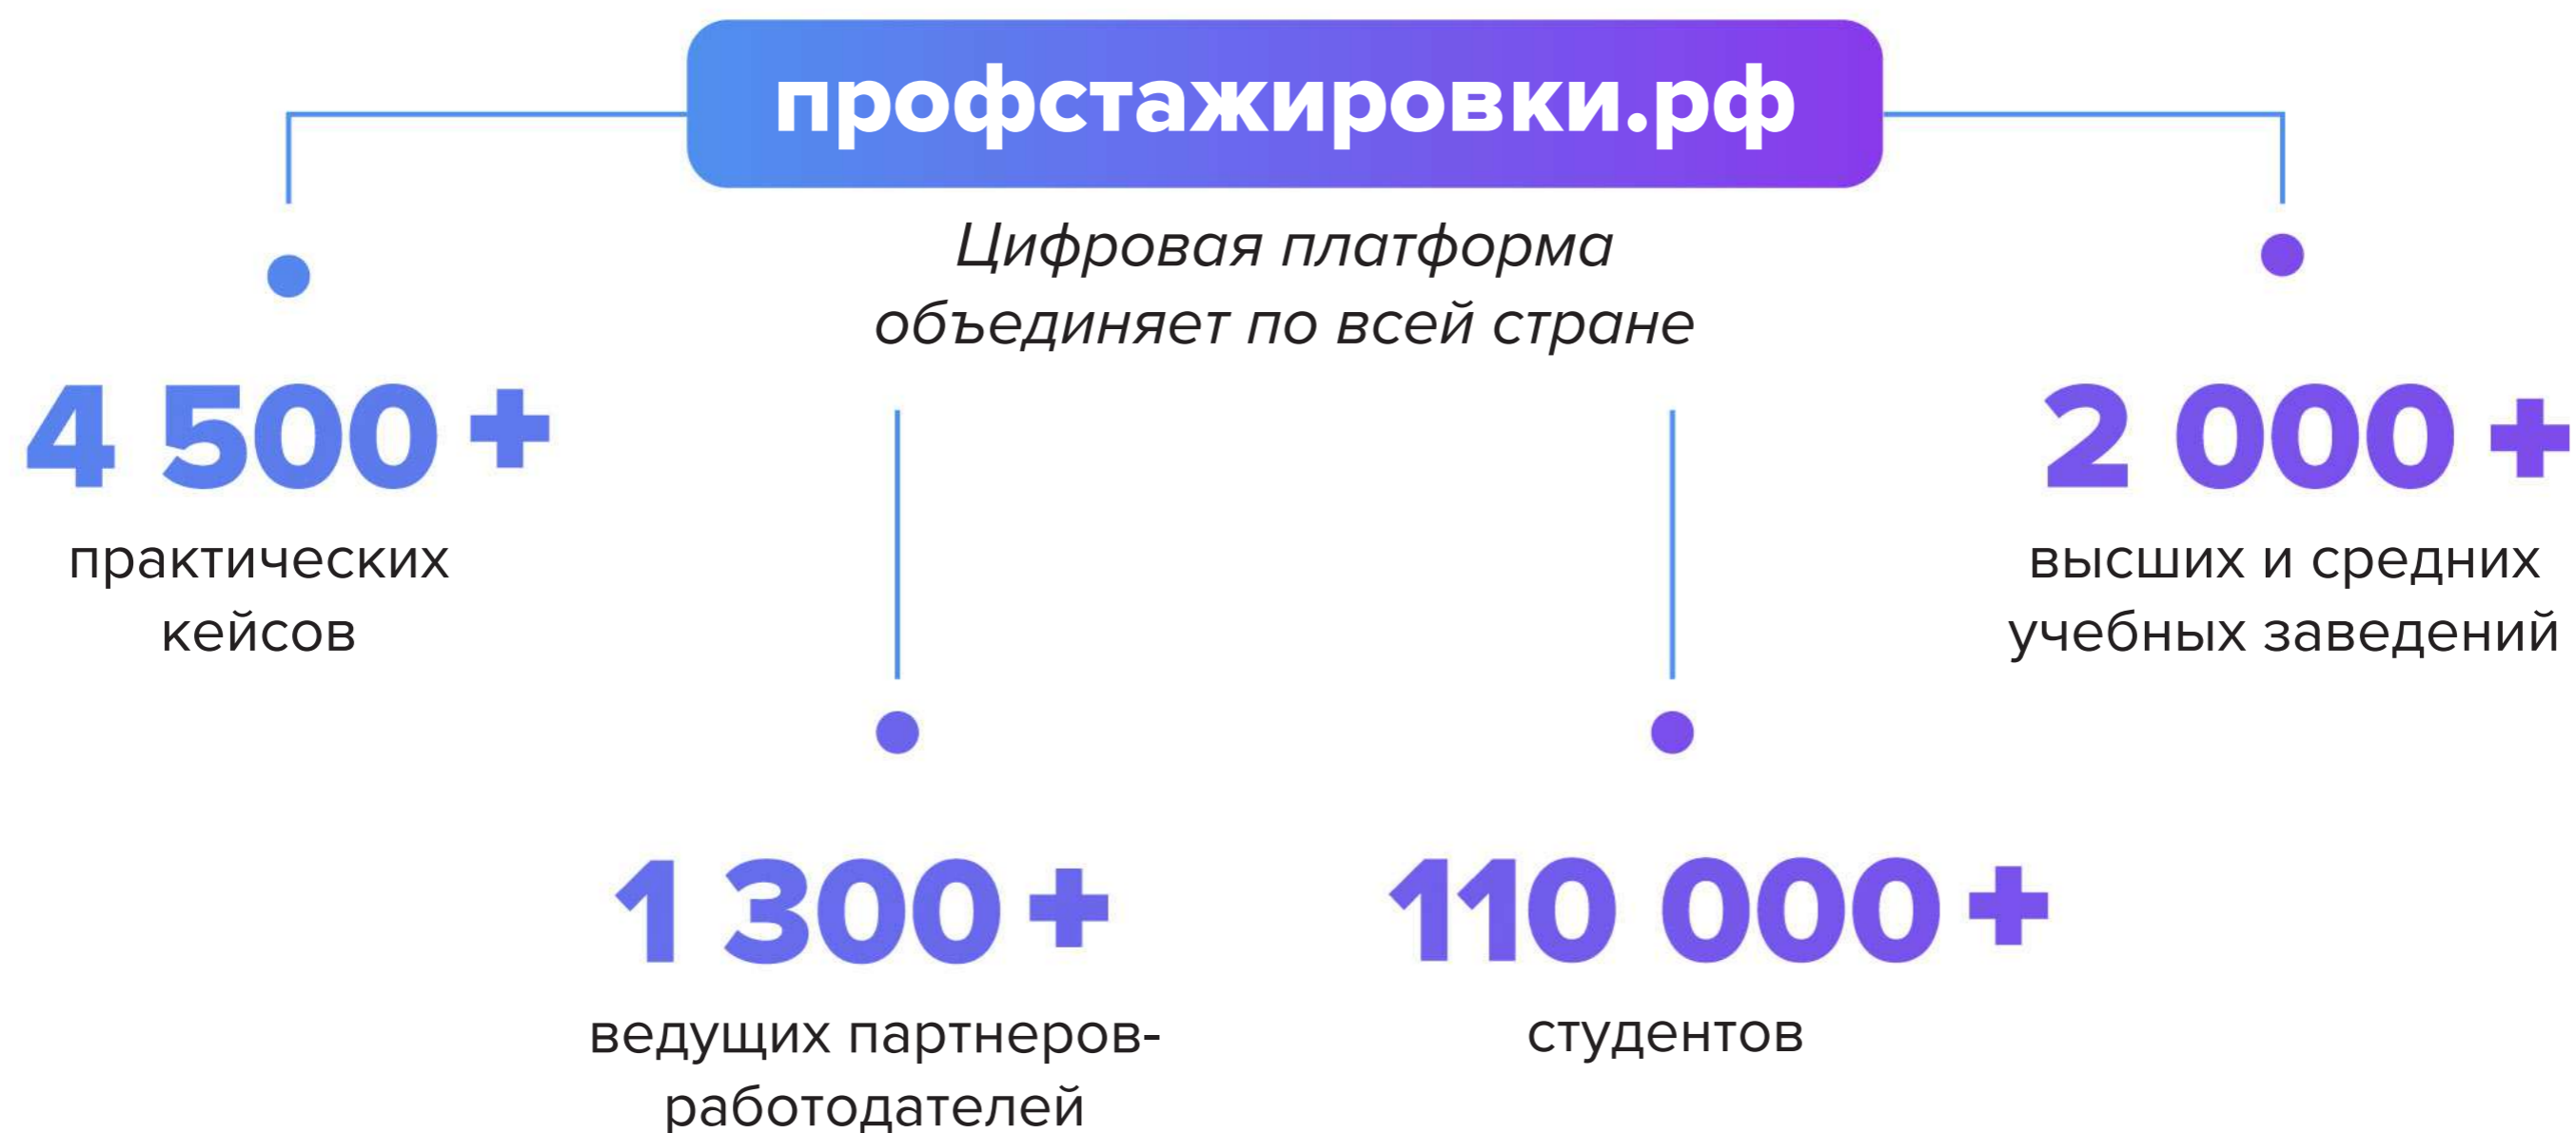 профстажировки.рф
Цифровая платформа
объединяет по всей стране
4 500+
практических
кейсов
1 300+
ведущих партнеров-
работодателей
110 000+
студентов
2 000+
высших и средних
учебных заведений